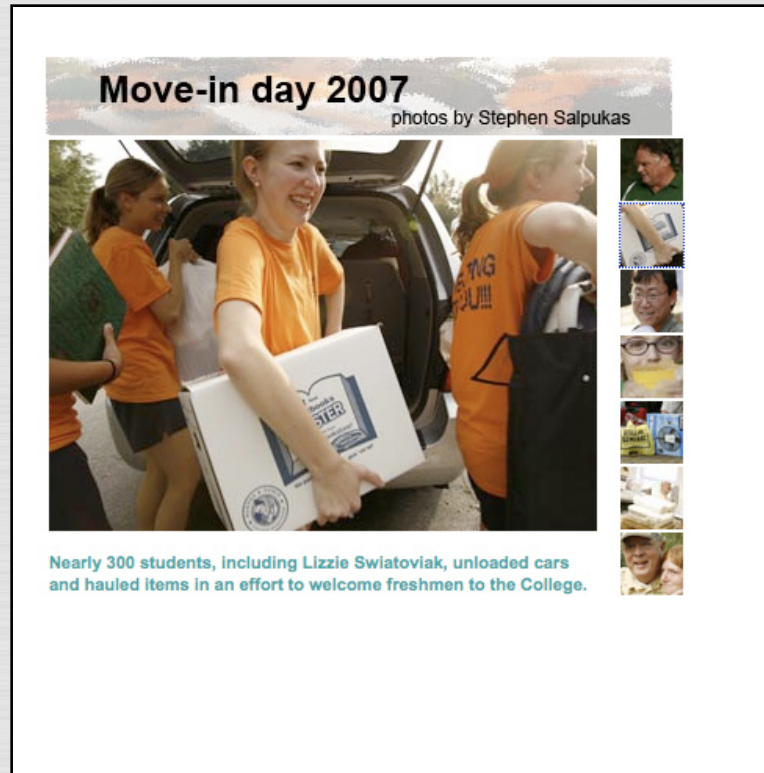 Move-in day 2007
photos by Stephen Salpukas
books
Nearly 300 students, including Lizzie Swiatoviak, unloaded cars
and hauled items in an effort to welcome freshmen to the College.